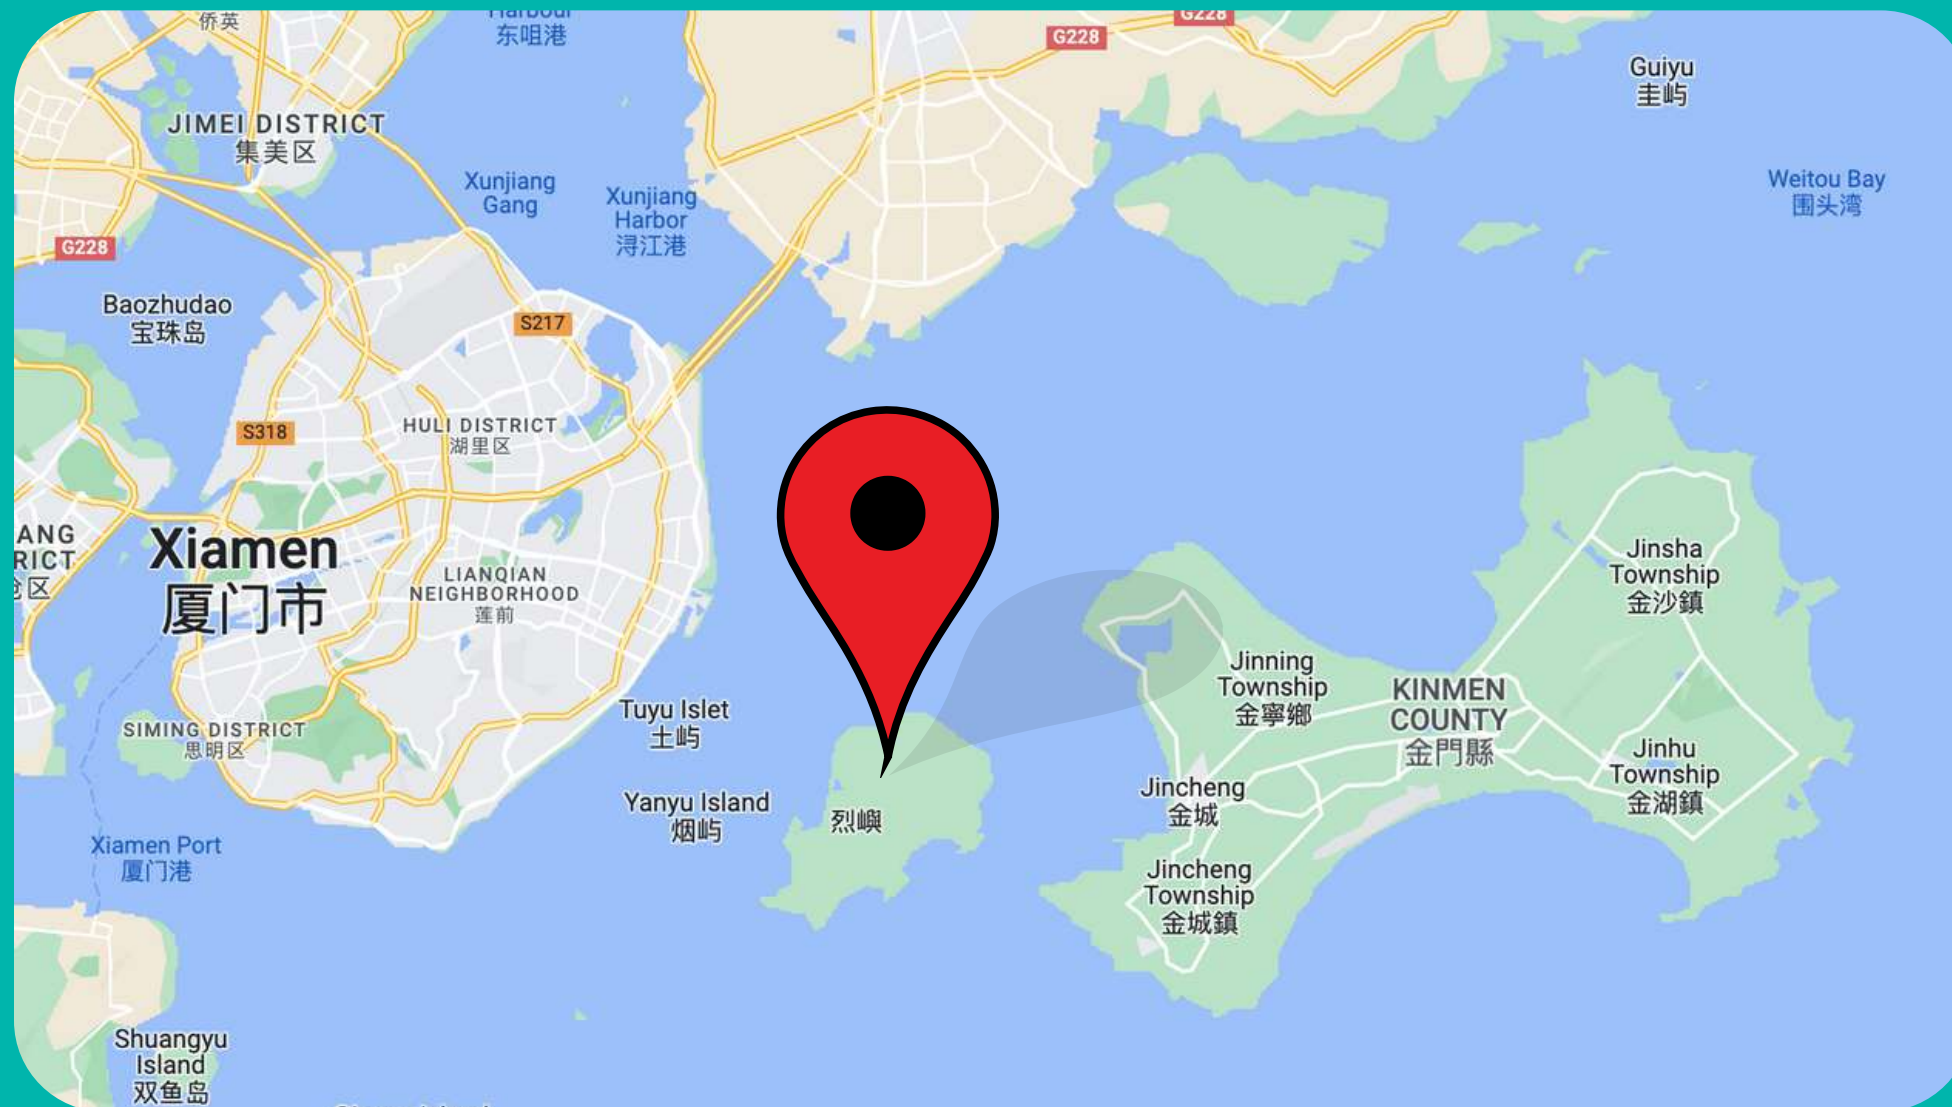 侨英
Harbour
东咀港
G228
G228
Guiyu
圭屿
JIMEI DISTRICT
集美区
Xunjiang
Gang
Xunjiang
Harbor
浔江港
Weitou Bay
围头湾
G228
Baozhudao
宝珠岛
S217
S318
HULI DISTRICT
湖里区
ANG
RICT
区
Xiamen
厦门市
LIANQIAN
NEIGHBORHOOD
莲前
Jinsha
Township
金沙鎮
Jinning
Township
金寧鄉
KINMEN
COUNTY
金門縣
Tuyu Islet
土屿
SIMING DISTRICT
思明区
Jinhu
Township
金湖鎮
Yanyu Island
烟屿
烈嶼
Jincheng
金城
Xiamen Port
厦门港
Jincheng
Township
金城鎮
Shuangyu
Island
双鱼岛